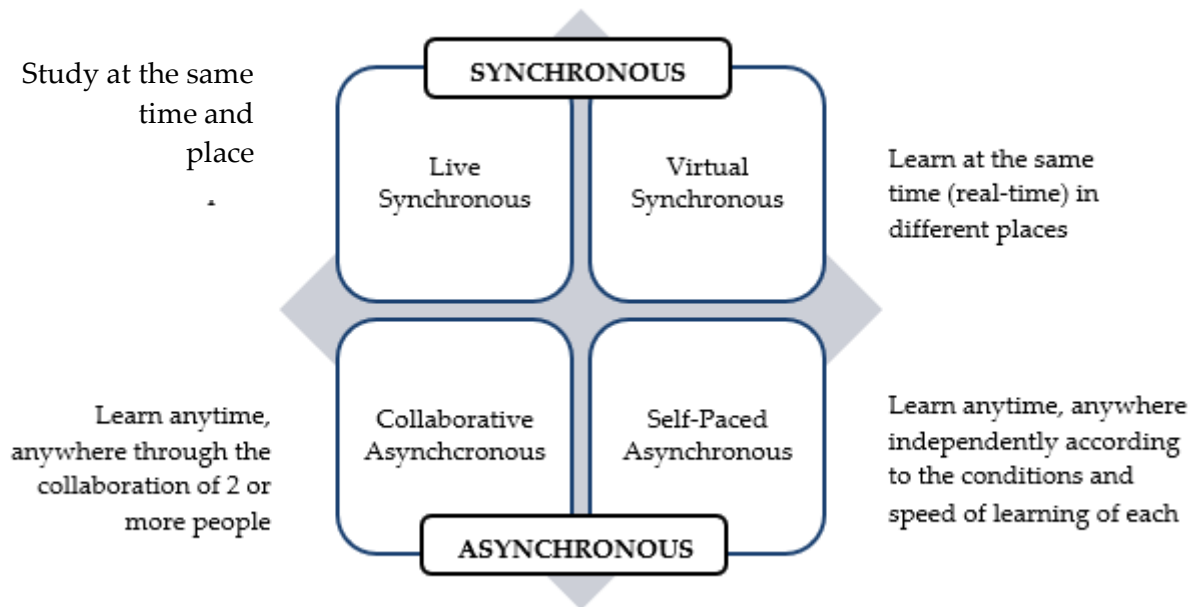 SYNCHRONOUS
Study at the same
time and
place
.
Live
Synchronous
Virtual
Synchronous
Learn at the same
time (real-time) in
different places
Learn anytime,
anywhere through the
collaboration of 2 or
more people
Collaborative
Asynchcronous
Self-Paced
Asynchronous
Learn anytime, anywhere
independently according
to the conditions and
speed of learning of each
ASYNCHRONOUS